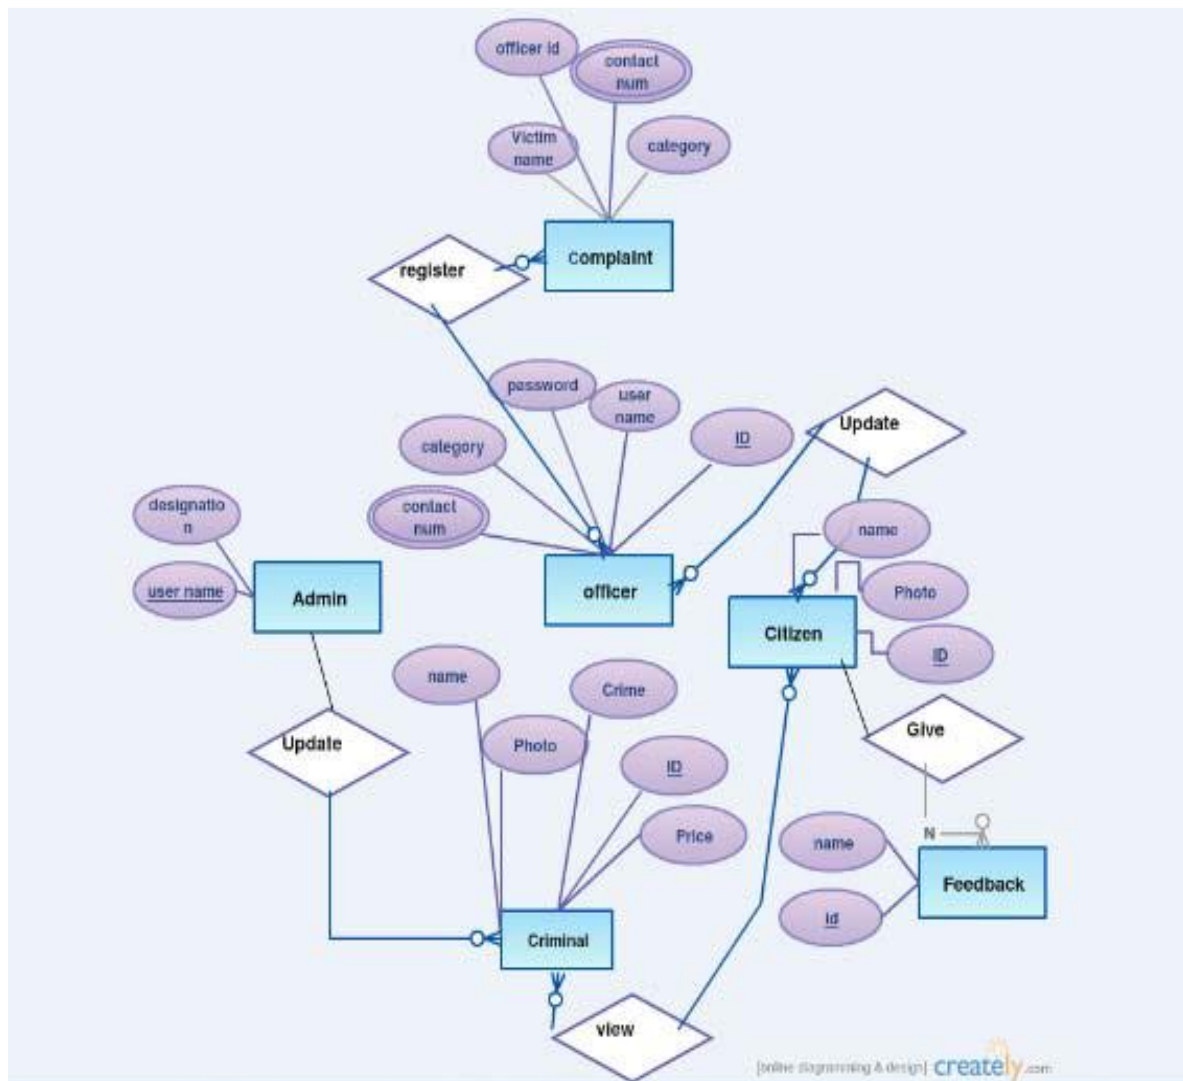 officer id
contact
num
Victim
name
category
Complaint
register
password
user
name
ID
Update
category
contact
num
designatio
n
user name
Admin
officer
name
Photo
Citizen
ID
name
Crime
Update
Photo
ID
Give
Price
N
name
Feedback
id
Criminal
view
[online diagramming & design] creately.com